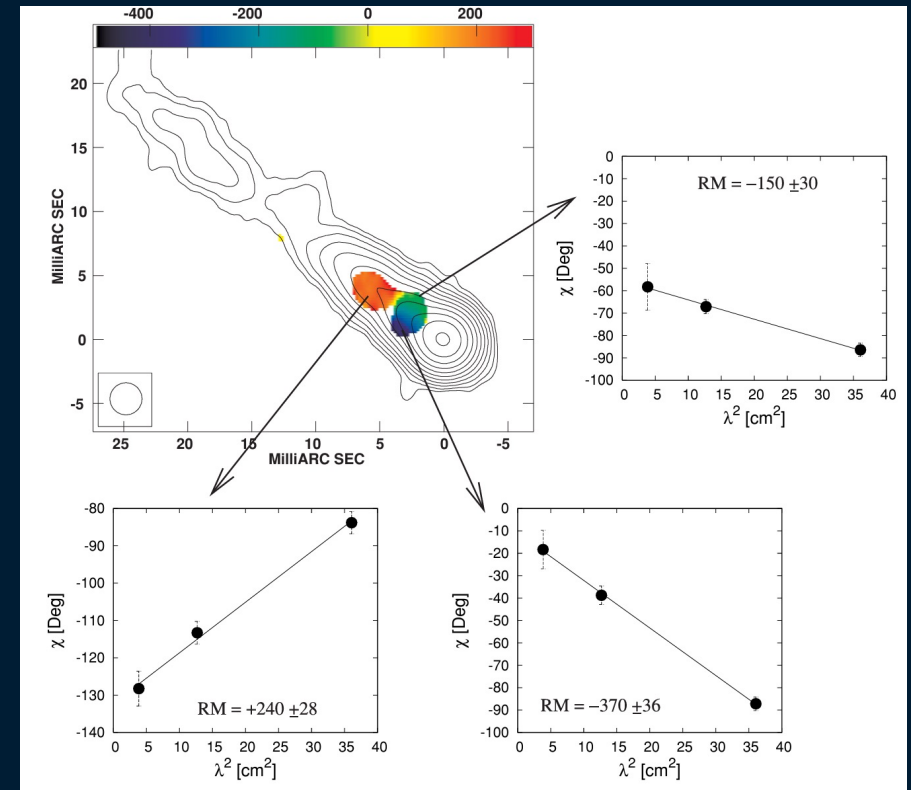 -400 -200 0 200
20
15
10
5
0
-5
MilliARC SEC
25 20 15 10 5 0 -5
MilliARC SEC
0
-10
-20
-30
-40
-50
-60
-70
-80
-90
-100
χ [Deg]
RM = −150 ±30
0 5 10 15 20 25 30 35 40
λ² [cm²]
-80
-90
-100
-110
-120
-130
-140
χ [Deg]
RM = +240 ±28
0 5 10 15 20 25 30 35 40
λ² [cm²]
0
-10
-20
-30
-40
-50
-60
-70
-80
-90
-100
χ [Deg]
RM = −370 ±36
0 5 10 15 20 25 30 35 40
λ² [cm²]